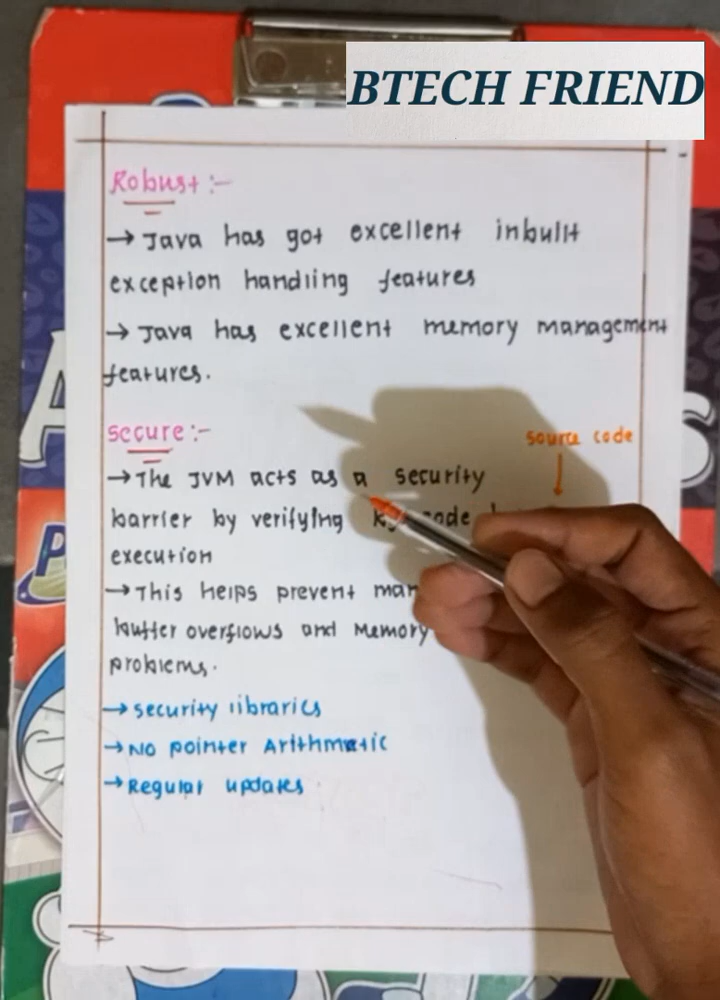 BTECH FRIEND
Robust :-
→ Java has got excellent inbuilt
exception handling features
→ Java has excellent memory management
features.
Secure :-
source code
→ The JVM acts as a security
barrier by verifying
execution
→ This helps prevent
buffer overflows and Memory
problems.
→ security libraries
→ No pointer Arithmetic
→ Regular updates